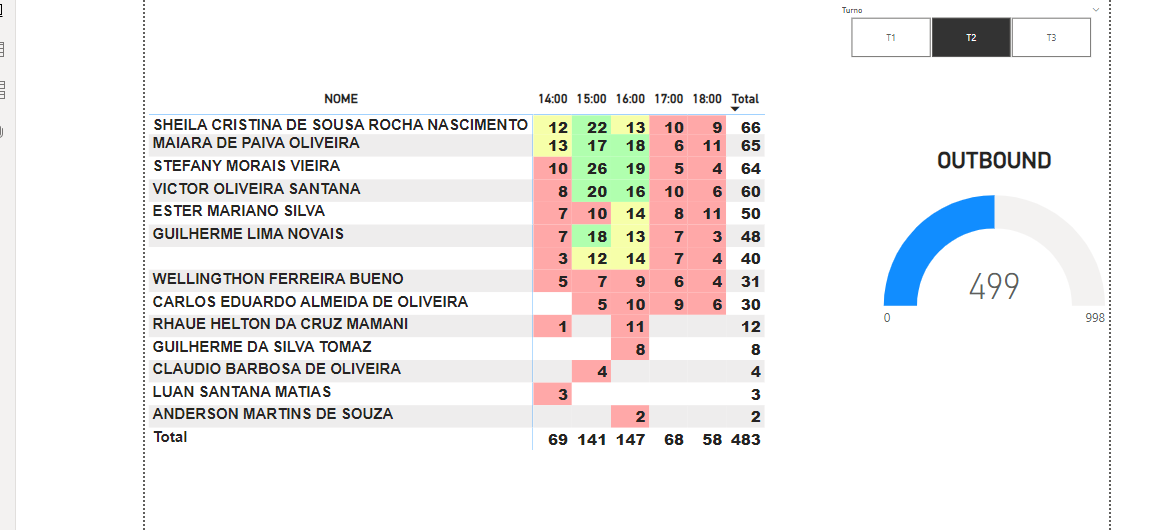 Turno
T1 T2 T3
NOME 14:00 15:00 16:00 17:00 18:00 Total
SHEILA CRISTINA DE SOUSA ROCHA NASCIMENTO 12 22 13 10 9 66
MAIARA DE PAIVA OLIVEIRA 13 17 18 6 11 65
STEFANY MORAIS VIEIRA 10 26 19 5 4 64
VICTOR OLIVEIRA SANTANA 8 20 16 10 6 60
ESTER MARIANO SILVA 7 10 14 8 11 50
GUILHERME LIMA NOVAIS 7 18 13 7 3 48
3 12 14 7 4 40
WELLINGTHON FERREIRA BUENO 5 7 9 6 4 31
CARLOS EDUARDO ALMEIDA DE OLIVEIRA 5 10 9 6 30
RHAUE HELTON DA CRUZ MAMANI 1 11 12
GUILHERME DA SILVA TOMAZ 8 8
CLAUDIO BARBOSA DE OLIVEIRA 4 4
LUAN SANTANA MATIAS 3 3
ANDERSON MARTINS DE SOUZA 2 2
Total 69 141 147 68 58 483
OUTBOUND
499
0 998